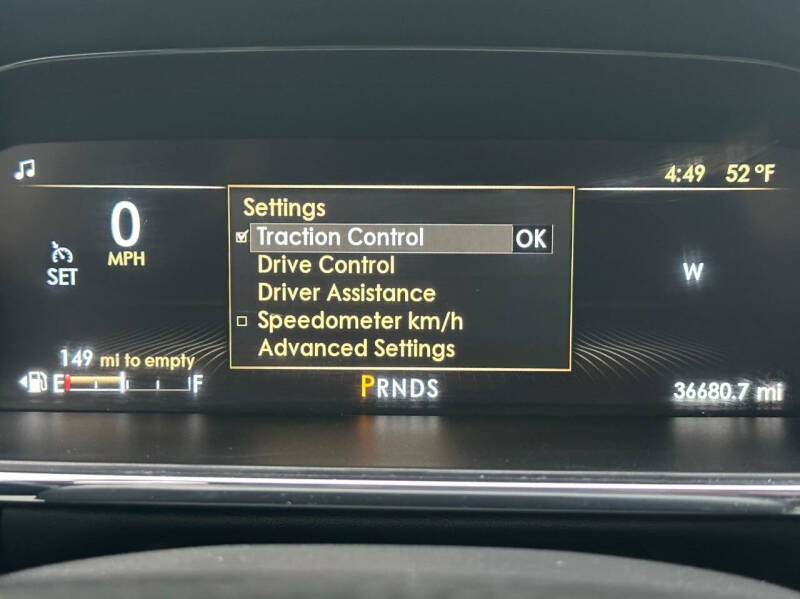 4:49 52 °F
0
MPH
SET
Settings
Traction Control OK
Drive Control
Driver Assistance
Speedometer km/h
Advanced Settings
W
149 mi to empty
E F
PRNDS
36680.7 mi